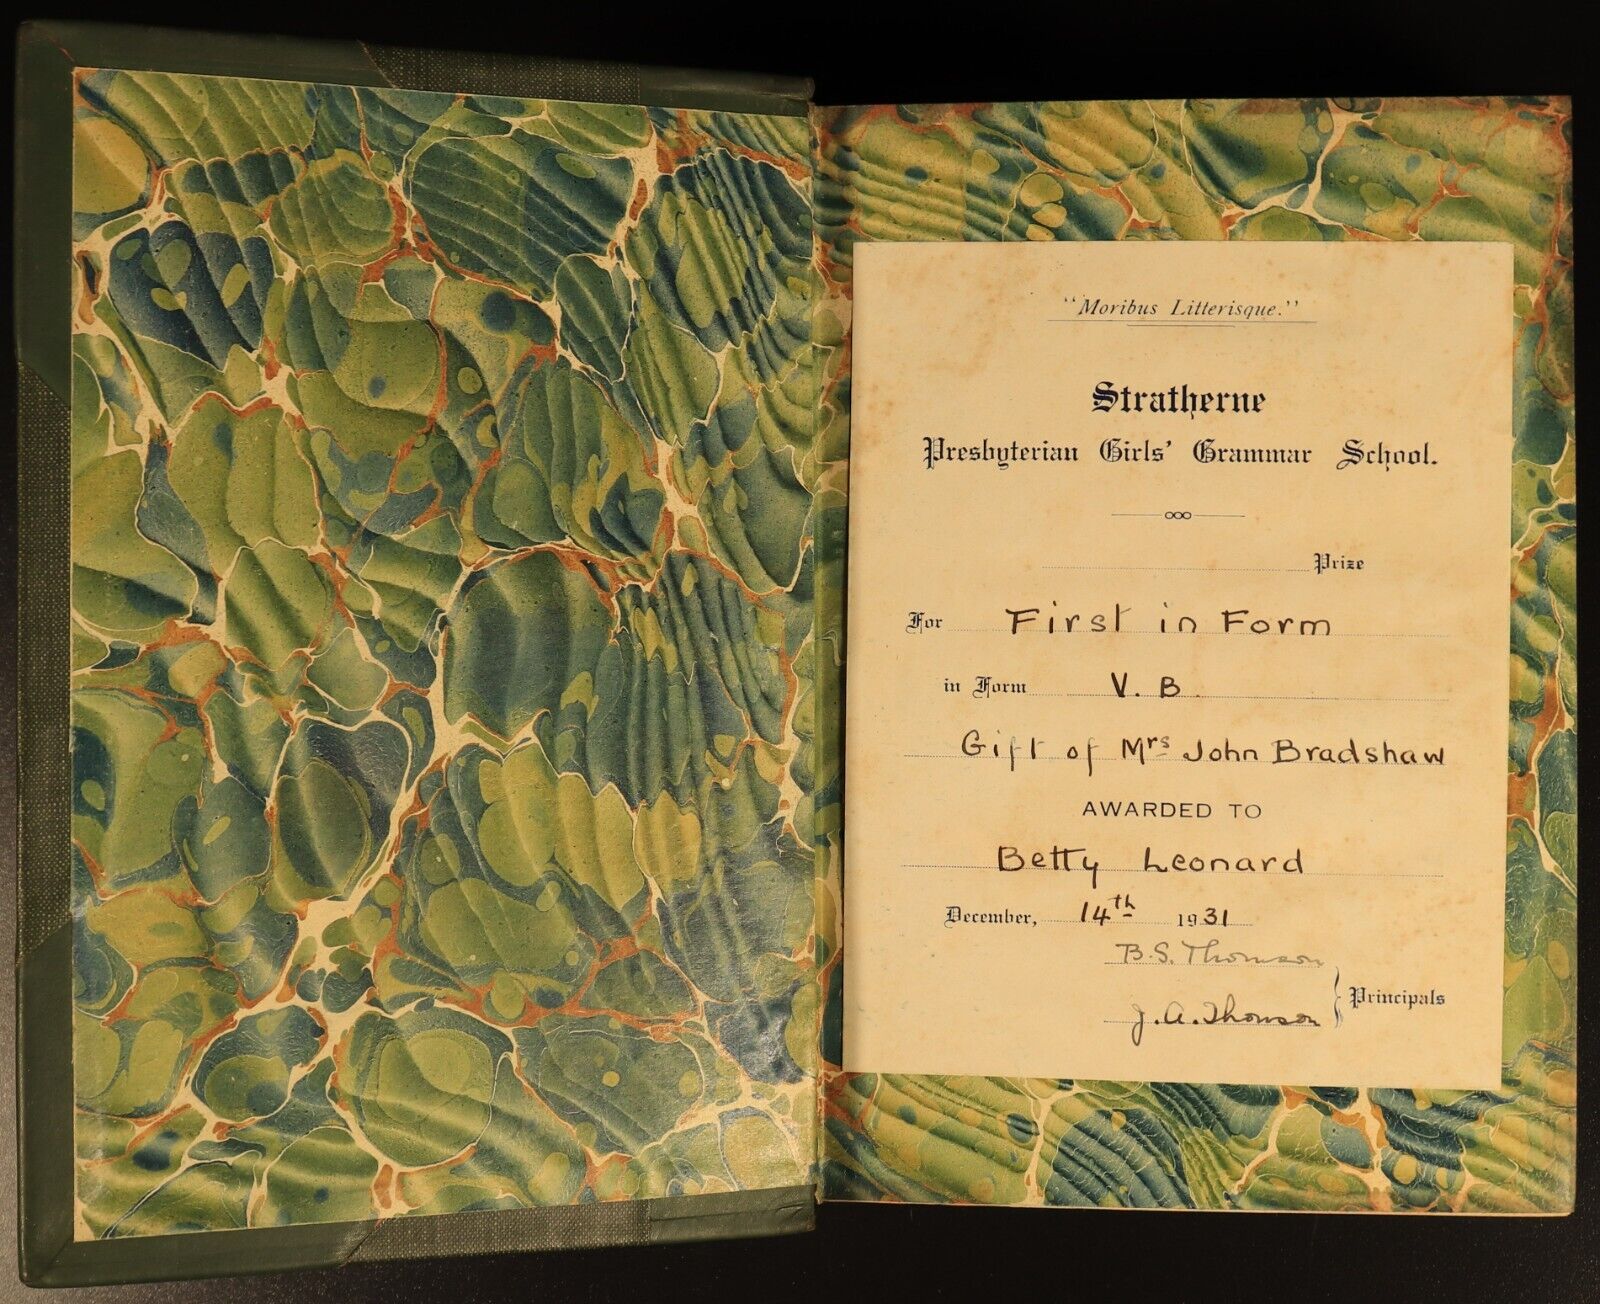 "Moribus Litterisque."
Stratherne
Presbyterian Girls' Grammar School.
Prize
For First in Form
in Form V. B
Gift of Mrs John Bradshaw
AWARDED TO
Betty Leonard
December, 14th 1931
B. S. Thomson
J. A. Thomson
Principals